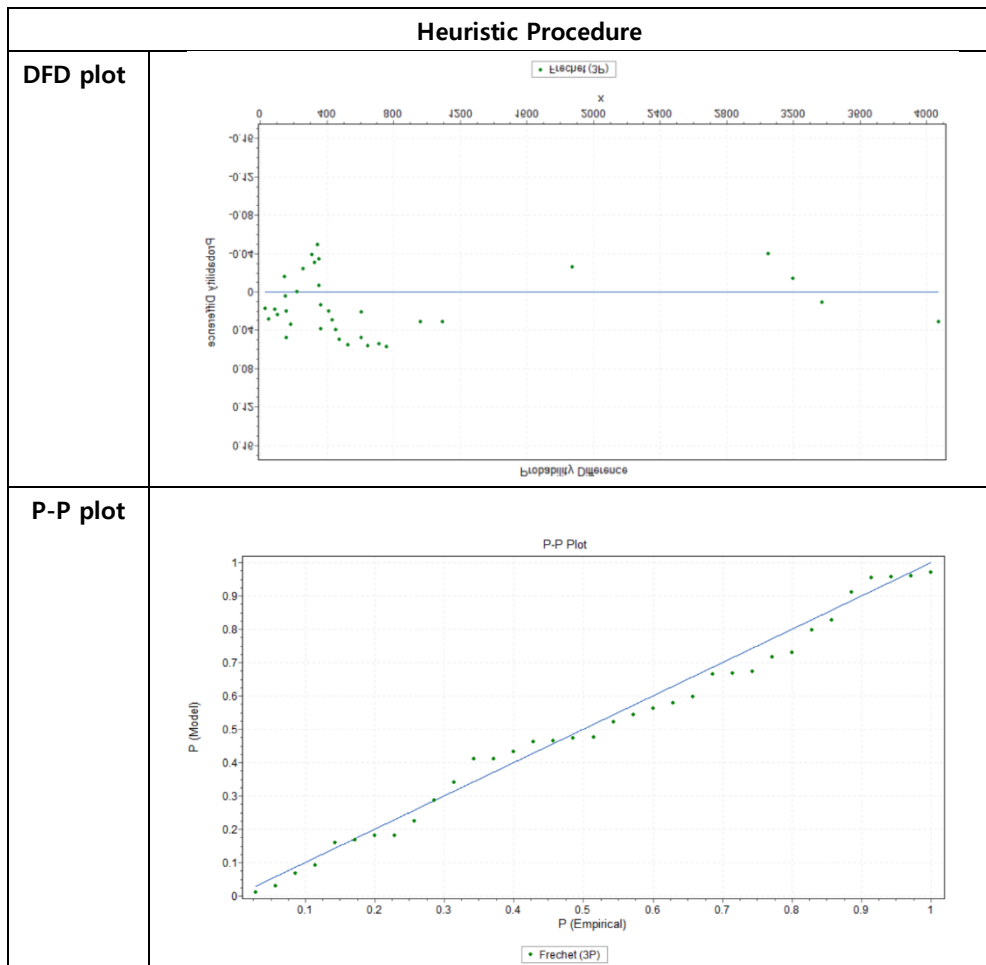 Heuristic Procedure
DFD plot
Frechet (3P)
x
0 400 800 1200 1600 2000 2400 2800 3200 3600 4000
-0.16
-0.12
-0.08
-0.04
0
0.04
0.08
0.12
0.16
Probability Difference
Probability Difference
P-P plot
P-P Plot
1
0.9
0.8
0.7
0.6
0.5
0.4
0.3
0.2
0.1
0
P (Model)
0.1 0.2 0.3 0.4 0.5 0.6 0.7 0.8 0.9 1
P (Empirical)
Frechet (3P)